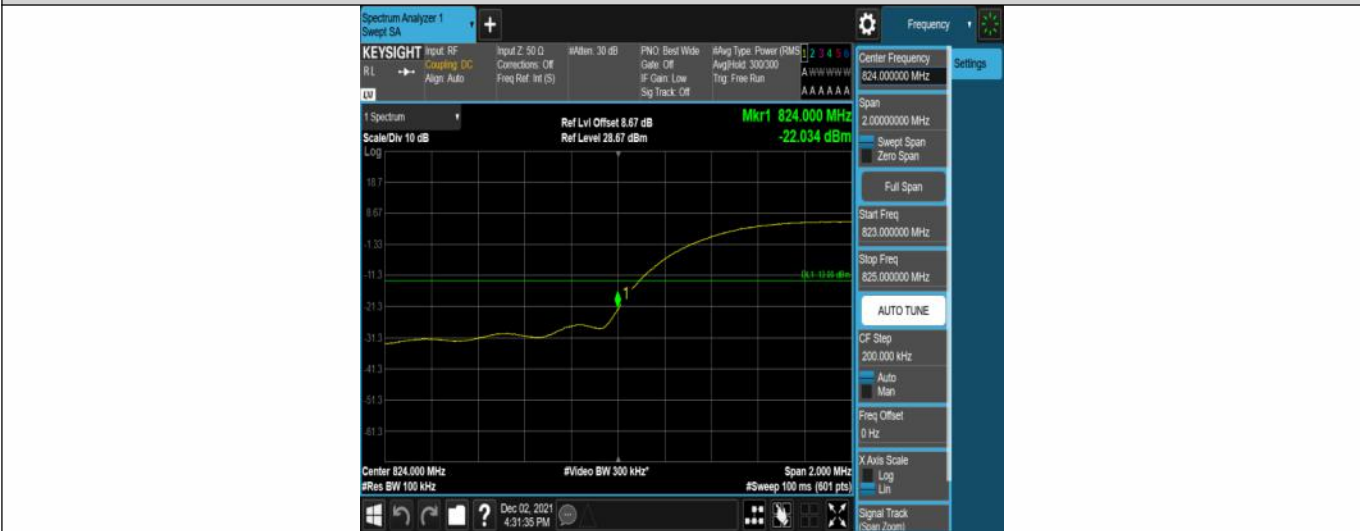 Spectrum Analyzer 1
Swept SA
+
Frequency
KEYSIGHT
Input: RF
Coupling: DC
Align: Auto
R L
LXI
Input Z: 50 Ω
Corrections: Off
Freq Ref: Int (S)
#Atten: 30 dB
PNO: Best Wide
Gate: Off
IF Gain: Low
Sig Track: Off
#Avg Type: Power (RMS
Avg|Hold: 300/300
Trig: Free Run
1 2 3 4 5 6
A W W W W W
A A A A A A
Center Frequency
824.000000 MHz
Settings
Span
2.00000000 MHz
Swept Span
Zero Span
Full Span
Start Freq
823.000000 MHz
Stop Freq
825.000000 MHz
AUTO TUNE
CF Step
200.000 kHz
Auto
Man
Freq Offset
0 Hz
X Axis Scale
Log
Lin
Signal Track
(Span Zoom)
1 Spectrum
Scale/Div 10 dB
Log
Ref Lvl Offset 8.67 dB
Ref Level 28.67 dBm
Mkr1 824.000 MHz
-22.034 dBm
18.7
8.67
-1.33
-11.3
-21.3
-31.3
-41.3
-51.3
-61.3
1
Center 824.000 MHz
#Res BW 100 kHz
#Video BW 300 kHz*
Span 2.000 MHz
#Sweep 100 ms (601 pts)
?
Dec 02, 2021
4:31:35 PM